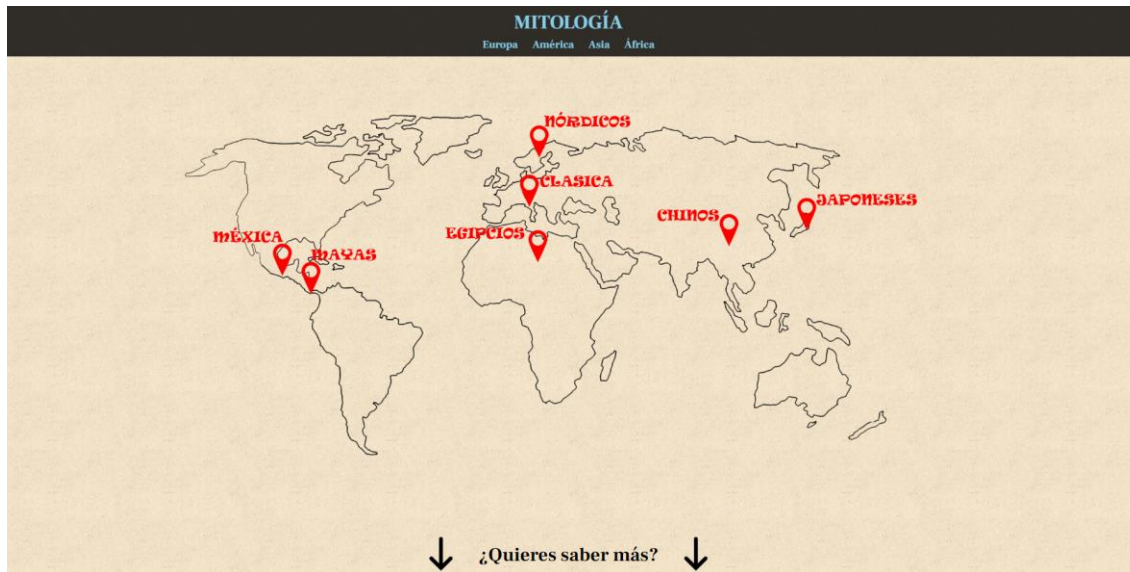 MITOLOGÍA
Europa América Asia África
NÓRDICOS
CLASICA
JAPONESES
CHINOS
EGIPCIOS
MÉXICA
MAYAS
¿Quieres saber más?